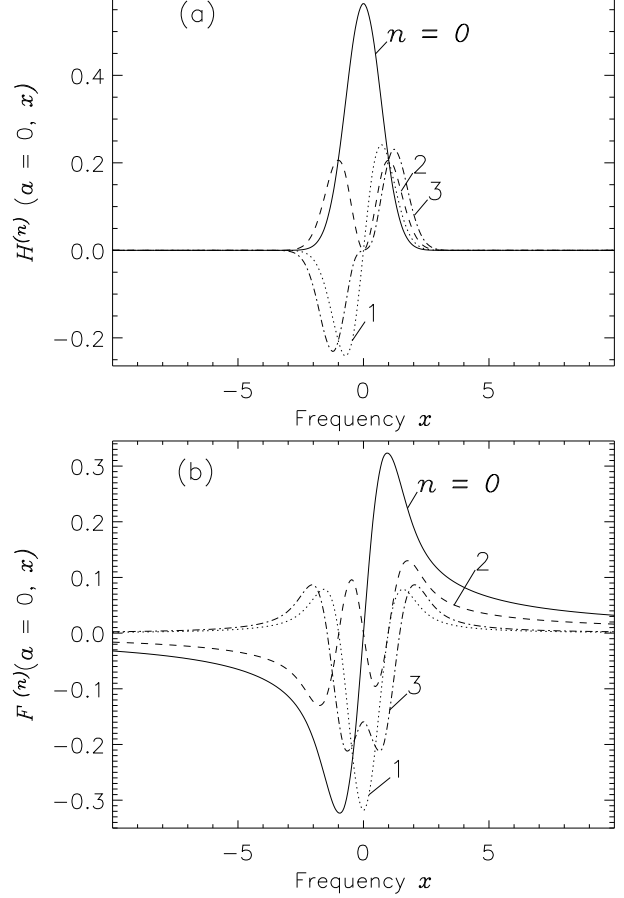 (a)
n = 0
0.4
0.2
0.0
−0.2
2
3
1
H(n) (a = 0, x)
−5 0 5
Frequency x
(b)
n = 0
0.3
0.2
0.1
0.0
−0.1
−0.2
−0.3
2
3
1
F (n)(a = 0, x)
−5 0 5
Frequency x